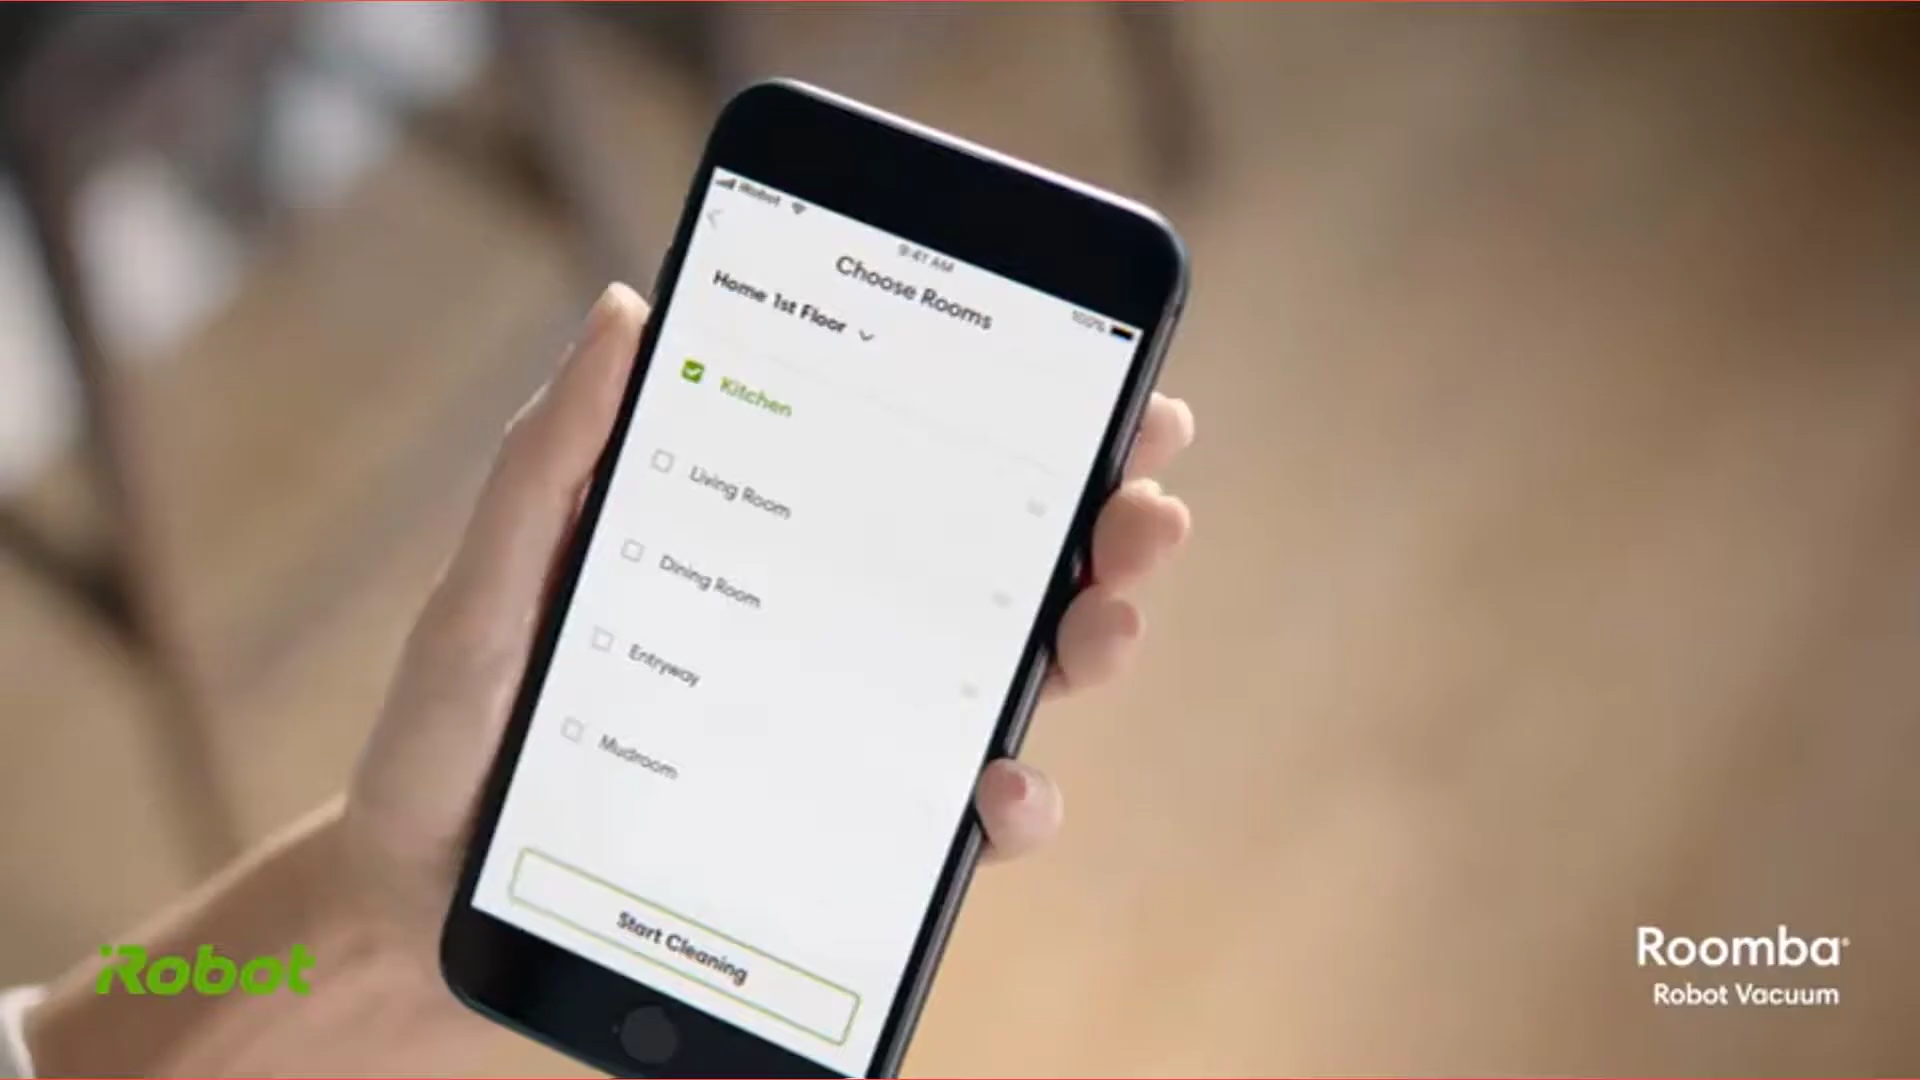 iRobot
9:41 AM
100%
Choose Rooms
Home 1st Floor
Kitchen
Living Room
Dining Room
Entryway
Mudroom
Start Cleaning
iRobot
Roomba
Robot Vacuum